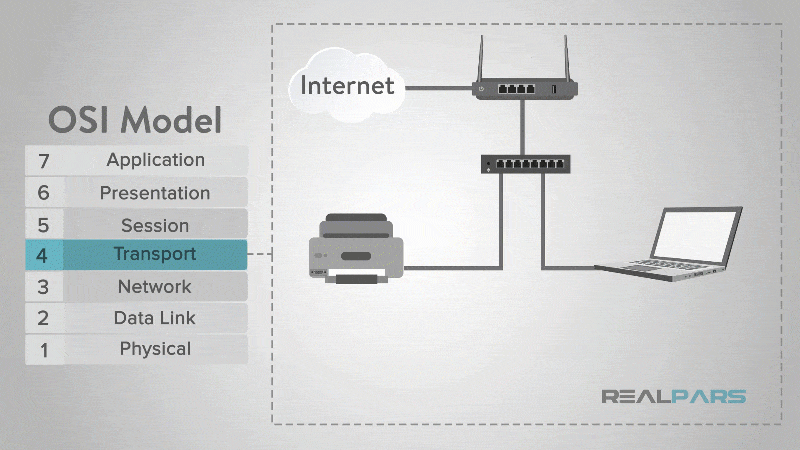 OSI Model
7 Application
6 Presentation
5 Session
4 Transport
3 Network
2 Data Link
1 Physical
Internet
REALPARS